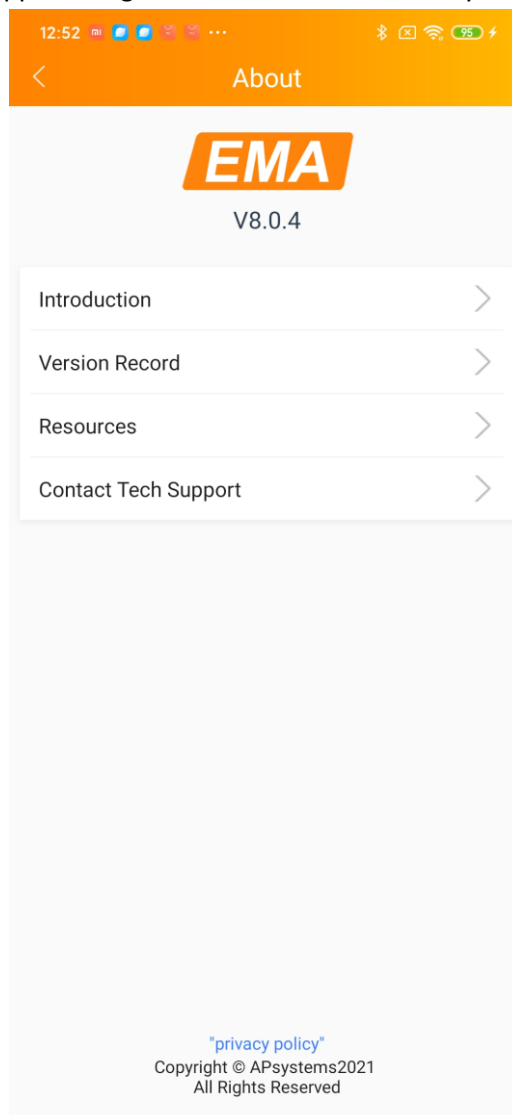 12:52 95
About
EMA
V8.0.4
Introduction
Version Record
Resources
Contact Tech Support
"privacy policy"
Copyright © APsystems2021
All Rights Reserved